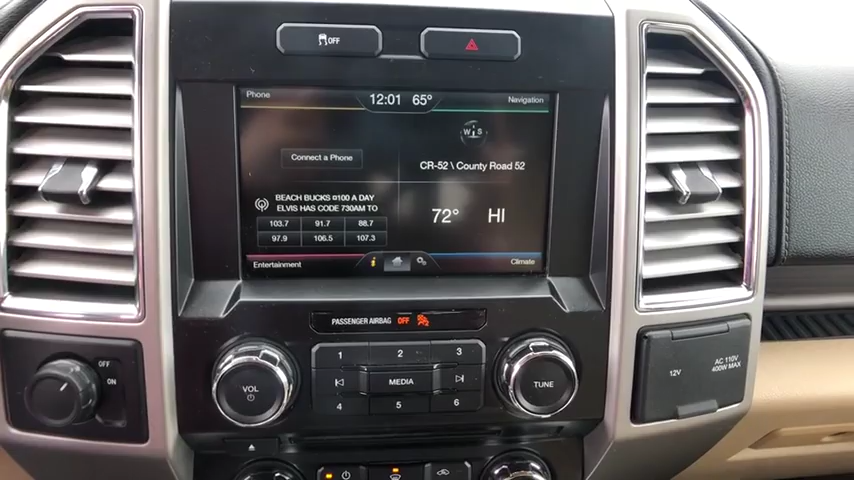 OFF
Phone
12:01 65°
Navigation
W S
Connect a Phone
CR-52 \ County Road 52
BEACH BUCKS ¤100 A DAY
ELVIS HAS CODE 730AM TO
103.7 91.7 88.7
97.9 106.5 107.3
72° HI
Entertainment
i
Climate
PASSENGER AIRBAG OFF
OFF
ON
VOL
1 2 3
MEDIA
4 5 6
TUNE
12V
AC 110V
400W MAX